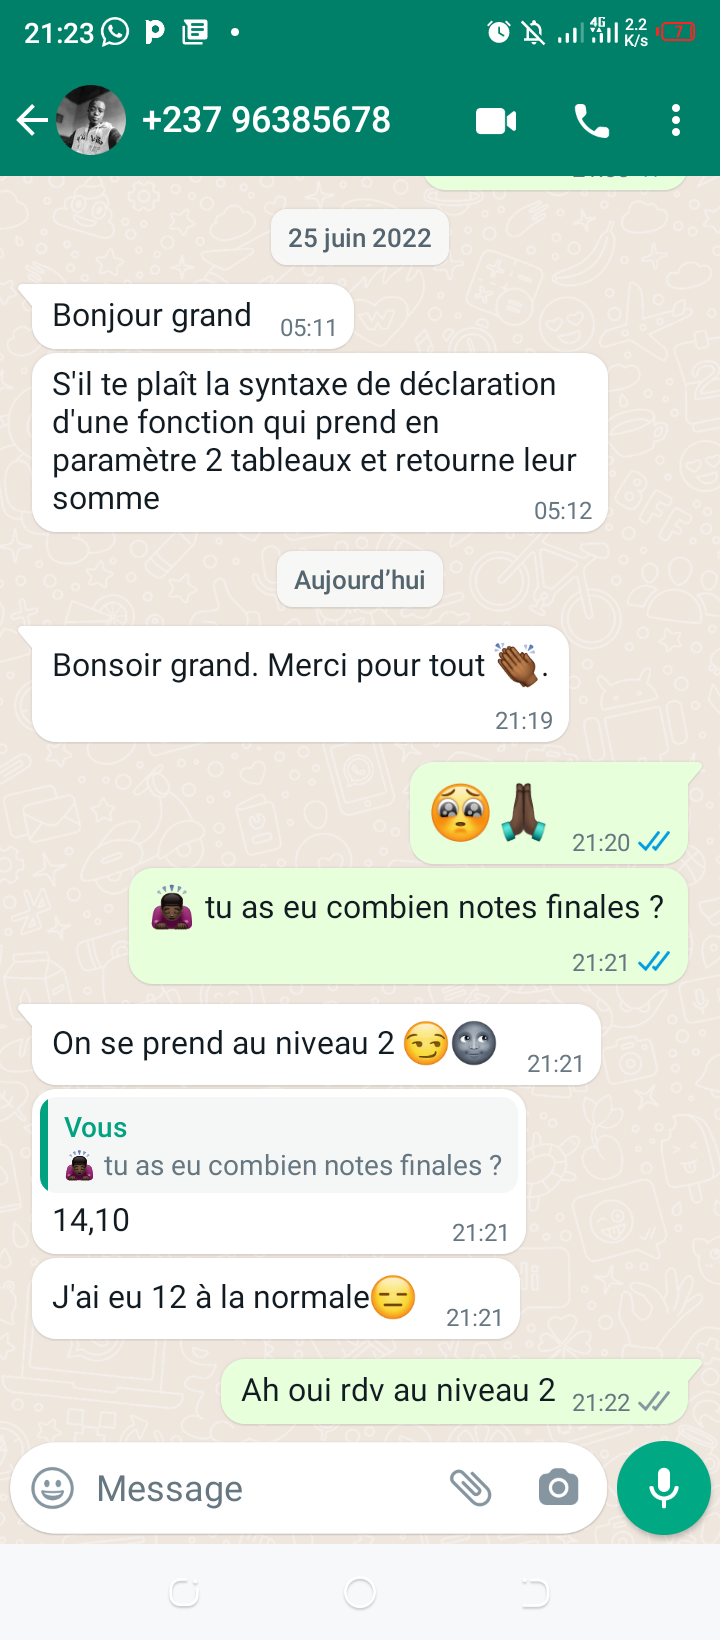 21:23 4G 2.2 K/s 7
+237 96385678
25 juin 2022
Bonjour grand 05:11
S'il te plaît la syntaxe de déclaration
d'une fonction qui prend en
paramètre 2 tableaux et retourne leur
somme 05:12
Aujourd’hui
Bonsoir grand. Merci pour tout 👏🏾.
21:19
🥺🙏🏿 21:20
🙇🏿 tu as eu combien notes finales ?
21:21
On se prend au niveau 2 😏🌚 21:21
Vous
🙇🏿 tu as eu combien notes finales ?
14,10 21:21
J'ai eu 12 à la normale😑 21:21
Ah oui rdv au niveau 2 21:22
Message